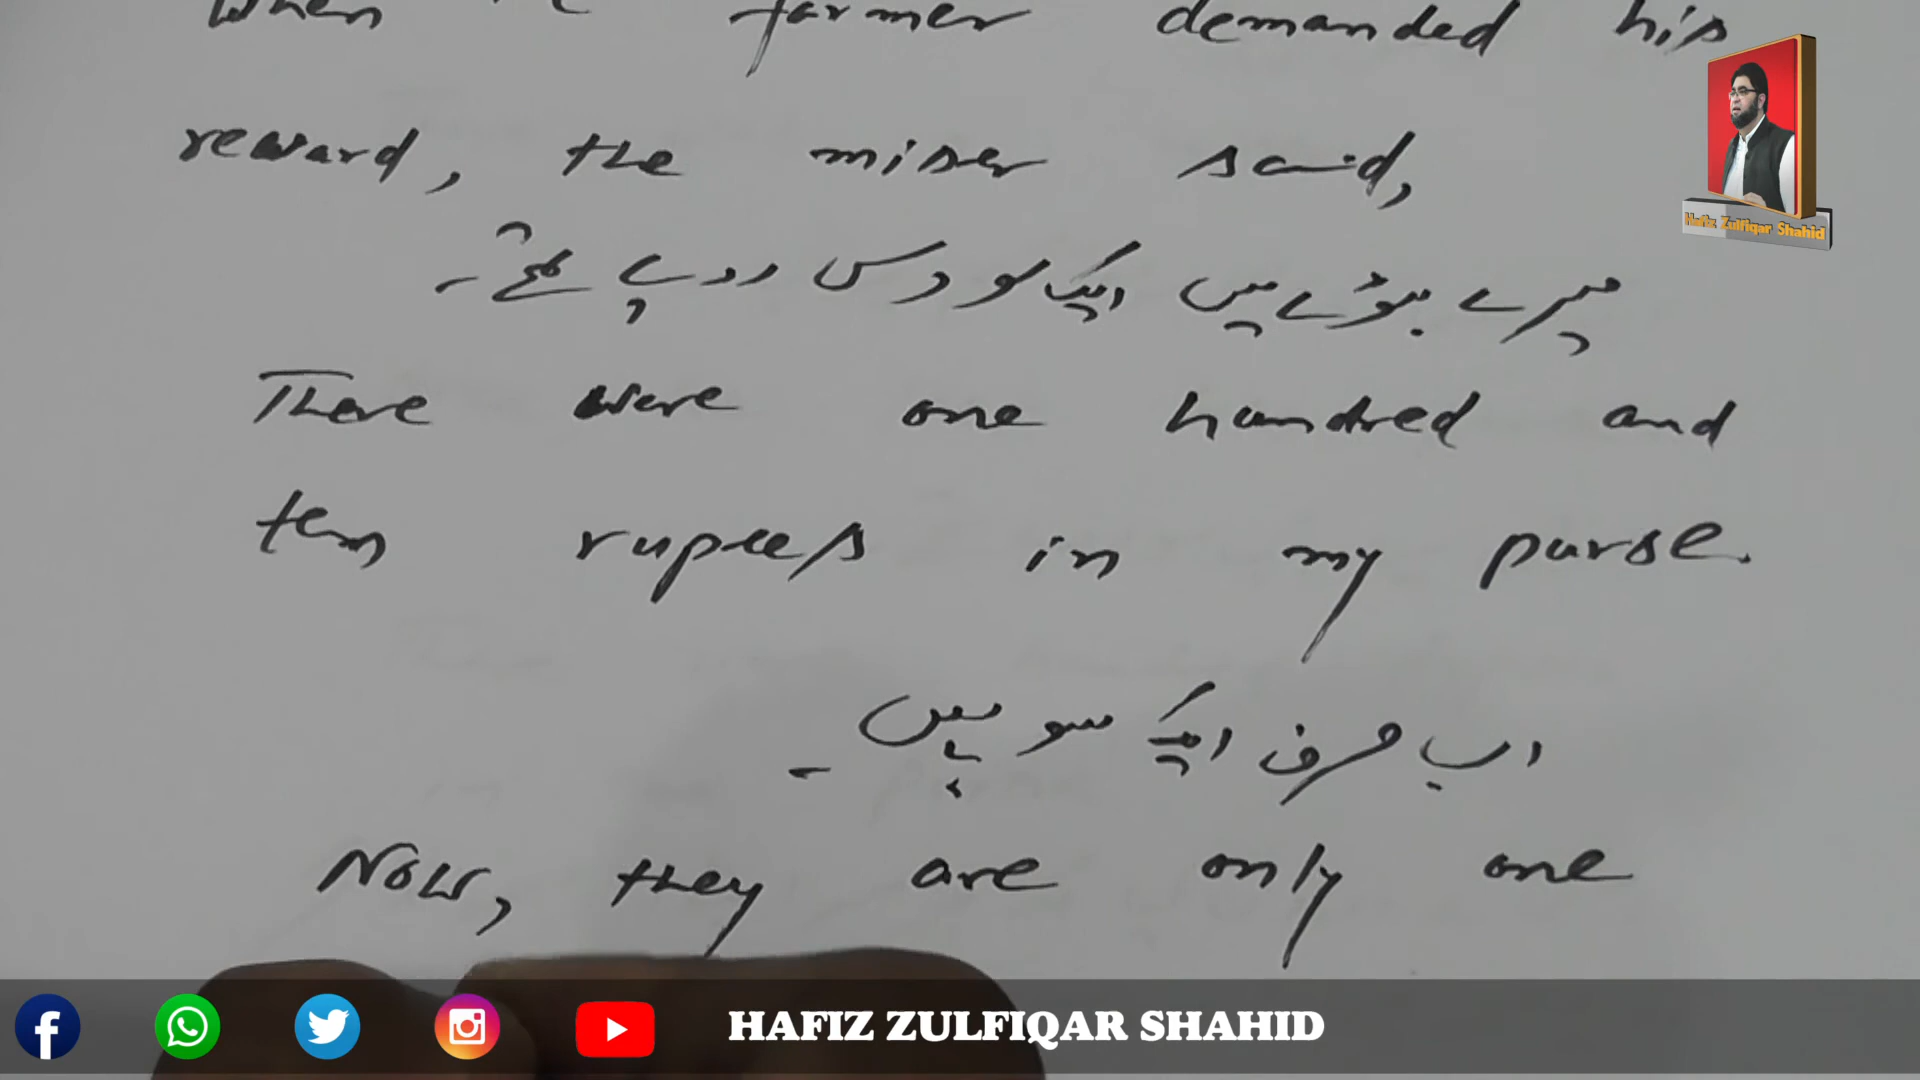 When farmer demanded his
reward, the miser said,
میرے بٹوے میں ایک سو دس روپے تھے۔
There were one hundred and
ten rupees in my purse.
اب صرف ایک سو ہیں۔
Now, they are only one
Hafiz Zulfiqar Shahid
HAFIZ ZULFIQAR SHAHID